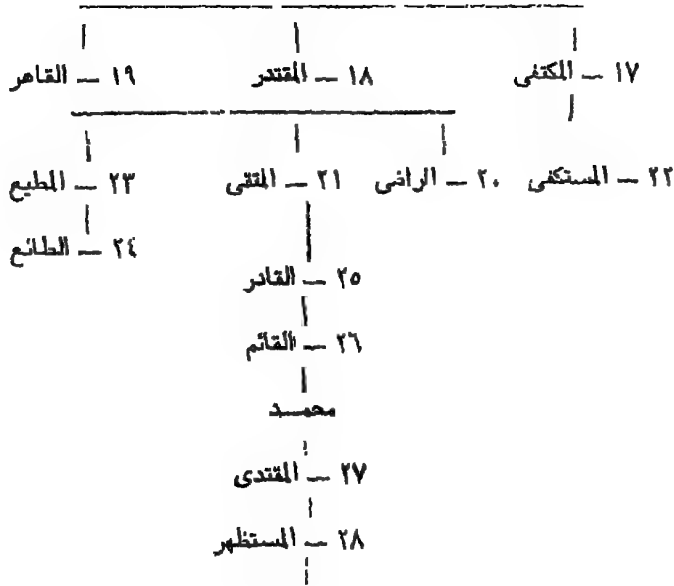 ١٧ ــ المكتفى ١٨ ــ المقتدر ١٩ ــ القاهر
٢٢ ــ المستكفى ٢٠ ــ الراضى ٢١ ــ المتقى ٢٣ ــ المطيع
٢٤ ــ الطائع
٢٥ ــ القادر
٢٦ ــ القائم
محمــد
٢٧ ــ المقتدى
٢٨ ــ المستظهر